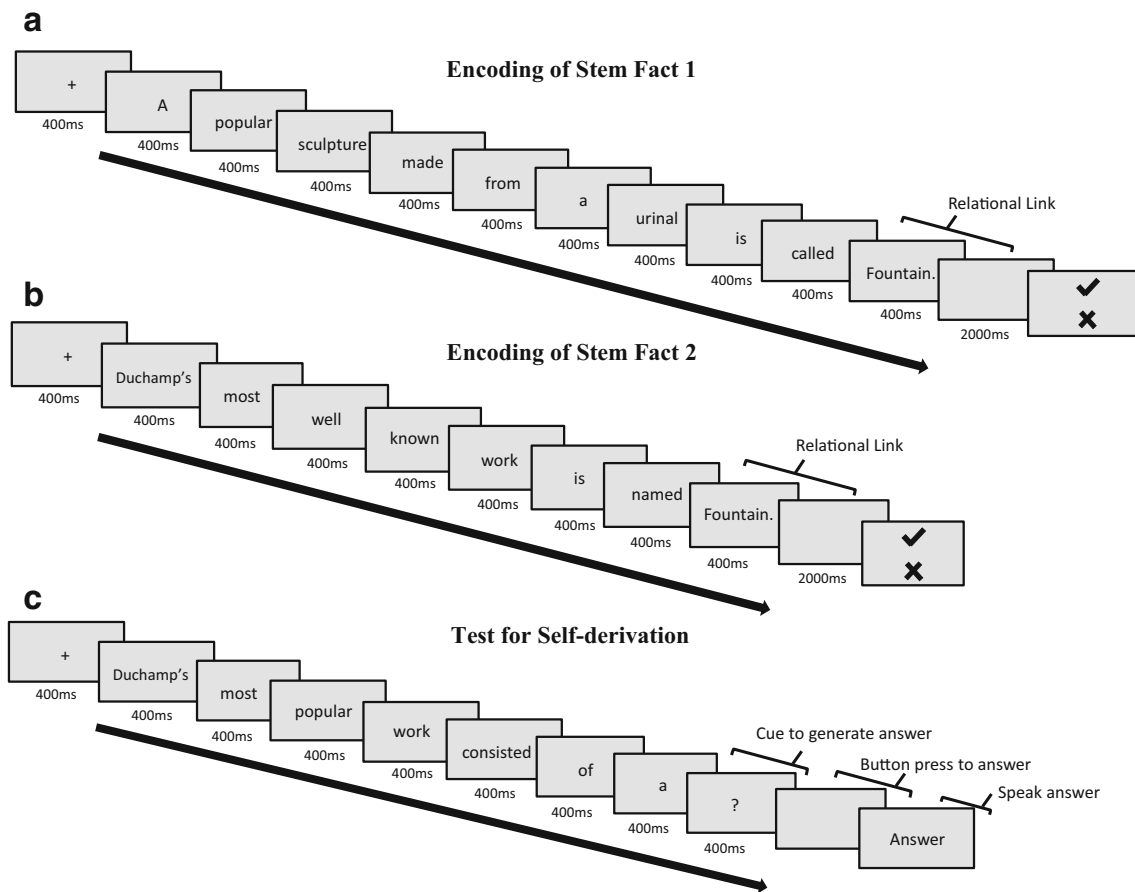 a
Encoding of Stem Fact 1
+
400ms
A
400ms
popular
400ms
sculpture
400ms
made
400ms
from
400ms
a
400ms
urinal
400ms
is
400ms
called
400ms
Fountain.
400ms
Relational Link
2000ms
b
Encoding of Stem Fact 2
+
400ms
Duchamp's
400ms
most
400ms
well
400ms
known
400ms
work
400ms
is
400ms
named
400ms
Fountain.
400ms
Relational Link
2000ms
c
Test for Self-derivation
+
400ms
Duchamp's
400ms
most
400ms
popular
400ms
work
400ms
consisted
400ms
of
400ms
a
400ms
?
400ms
Cue to generate answer
Button press to answer
Speak answer
Answer